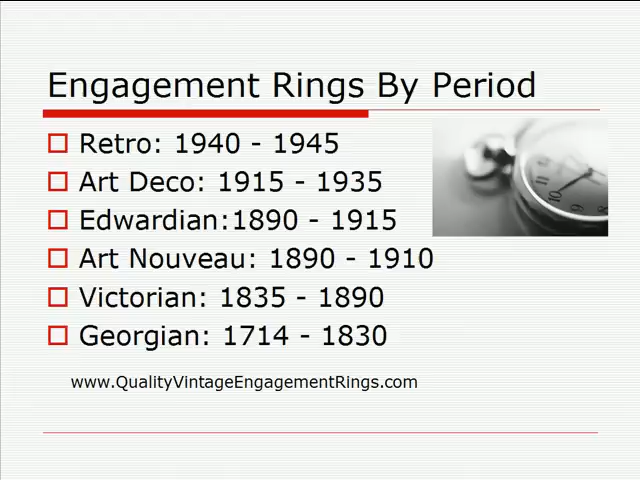 Engagement Rings By Period
Retro: 1940 - 1945
Art Deco: 1915 - 1935
Edwardian:1890 - 1915
Art Nouveau: 1890 - 1910
Victorian: 1835 - 1890
Georgian: 1714 - 1830
www.QualityVintageEngagementRings.com